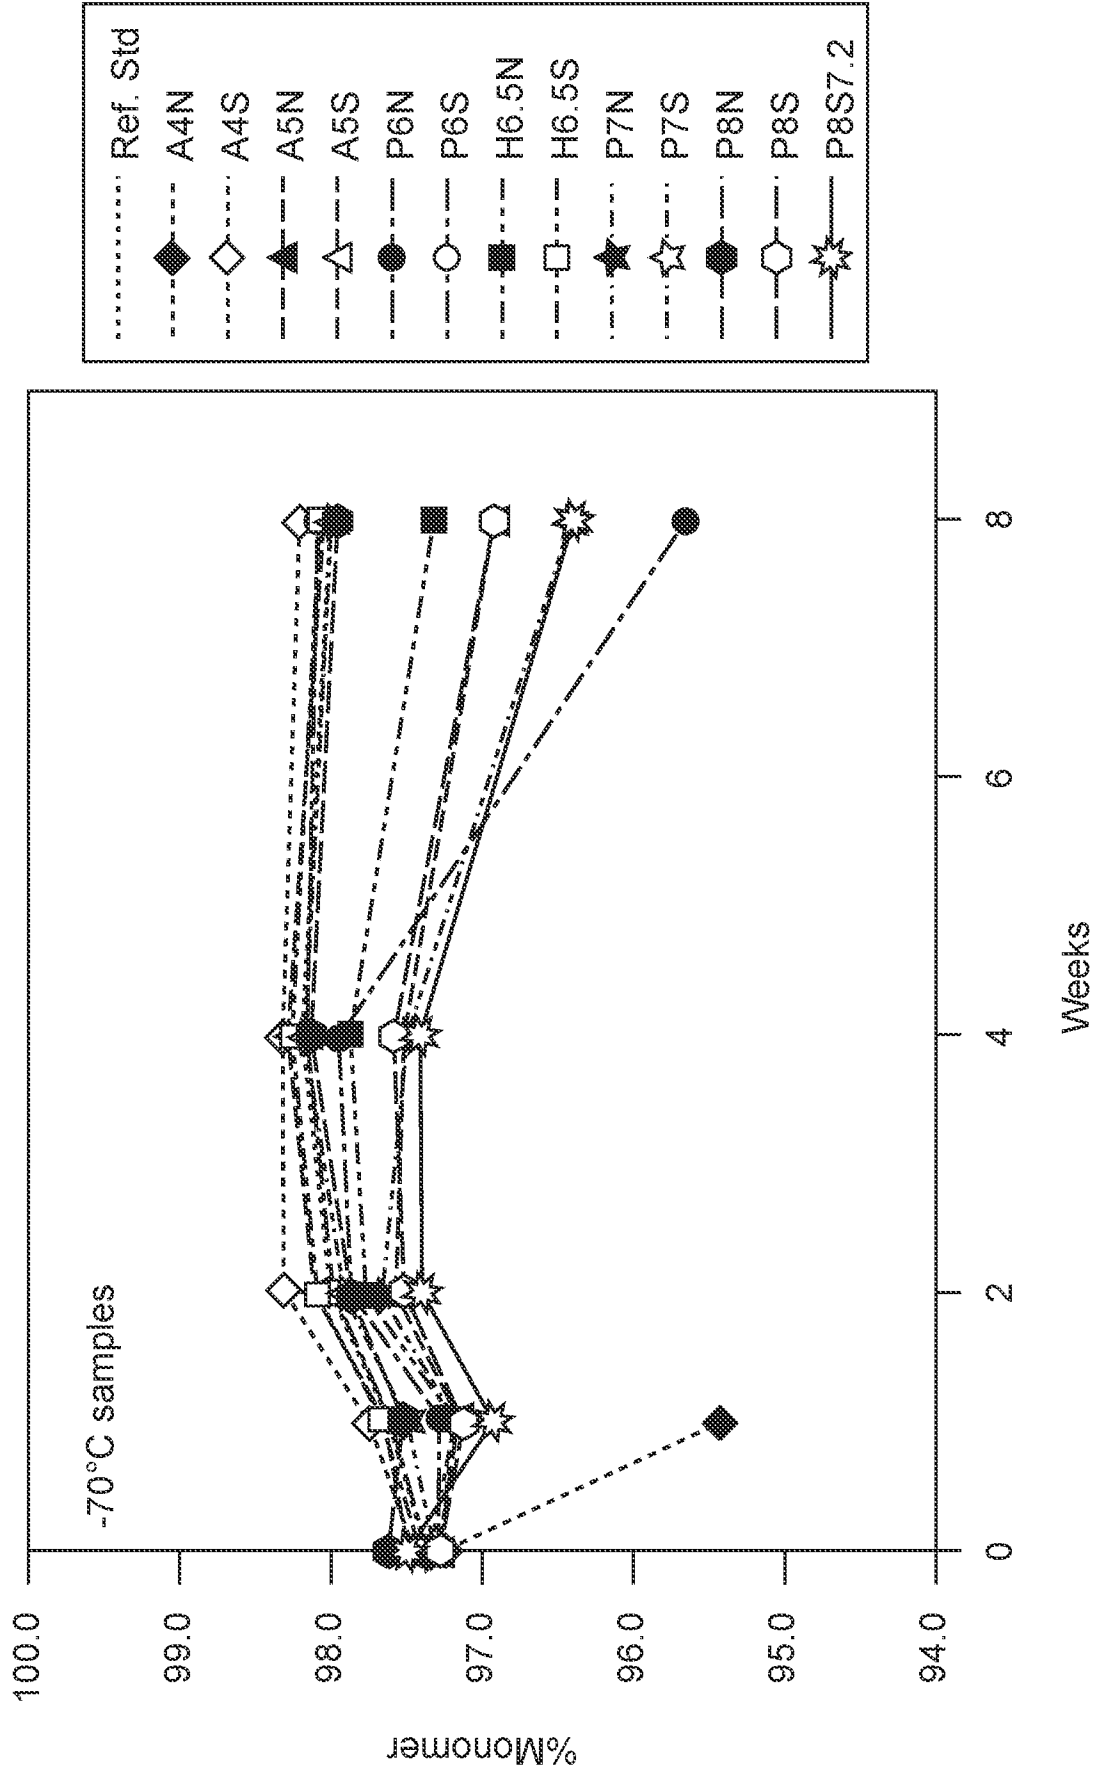 -70°C samples
%Monomer
100.0
99.0
98.0
97.0
96.0
95.0
94.0
0
2
4
6
8
Weeks
Ref. Std
A4N
A4S
A5N
A5S
P6N
P6S
H6.5N
H6.5S
P7N
P7S
P8N
P8S
P8S7.2